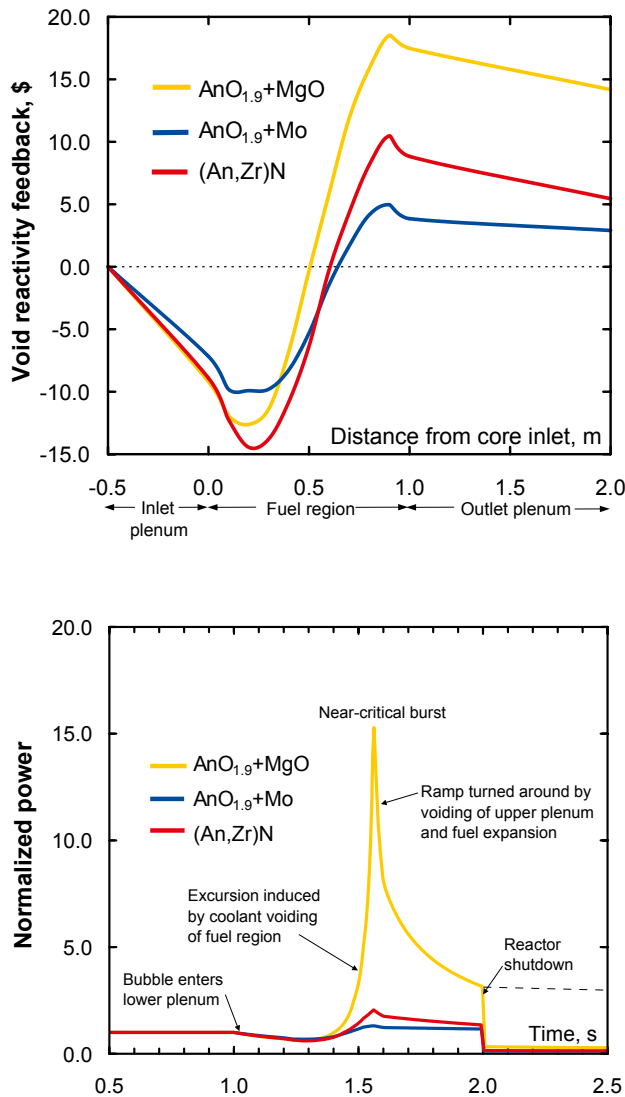 20.0
15.0
10.0
5.0
0.0
-5.0
-10.0
-15.0
Void reactivity feedback, $
AnO1.9+MgO
AnO1.9+Mo
(An,Zr)N
Distance from core inlet, m
-0.5 0.0 0.5 1.0 1.5 2.0
Inlet
plenum
Fuel region
Outlet plenum
20.0
15.0
10.0
5.0
0.0
Normalized power
Near-critical burst
AnO1.9+MgO
AnO1.9+Mo
(An,Zr)N
Ramp turned around by
voiding of upper plenum
and fuel expansion
Excursion induced
by coolant voiding
of fuel region
Reactor
shutdown
Bubble enters
lower plenum
Time, s
0.5 1.0 1.5 2.0 2.5